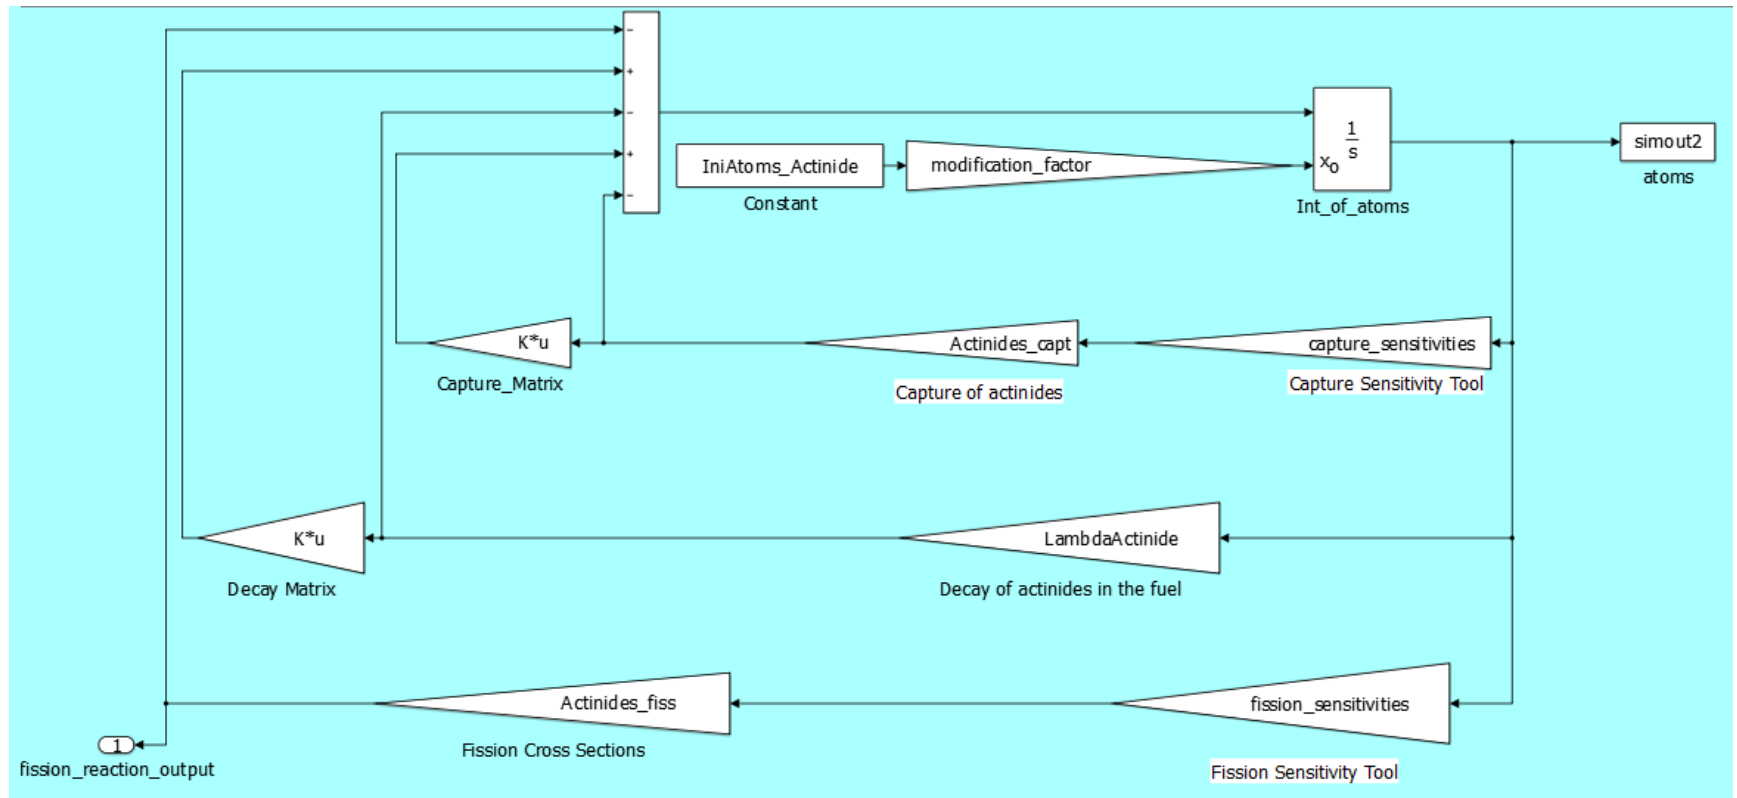 -
+
-
+
-
IniAtoms_Actinide
Constant
modification_factor
1
s
x₀
Int_of_atoms
simout2
atoms
K*u
Capture_Matrix
Actinides_capt
Capture of actinides
capture_sensitivities
Capture Sensitivity Tool
K*u
Decay Matrix
LambdaActinide
Decay of actinides in the fuel
Actinides_fiss
Fission Cross Sections
fission_sensitivities
Fission Sensitivity Tool
1
fission_reaction_output